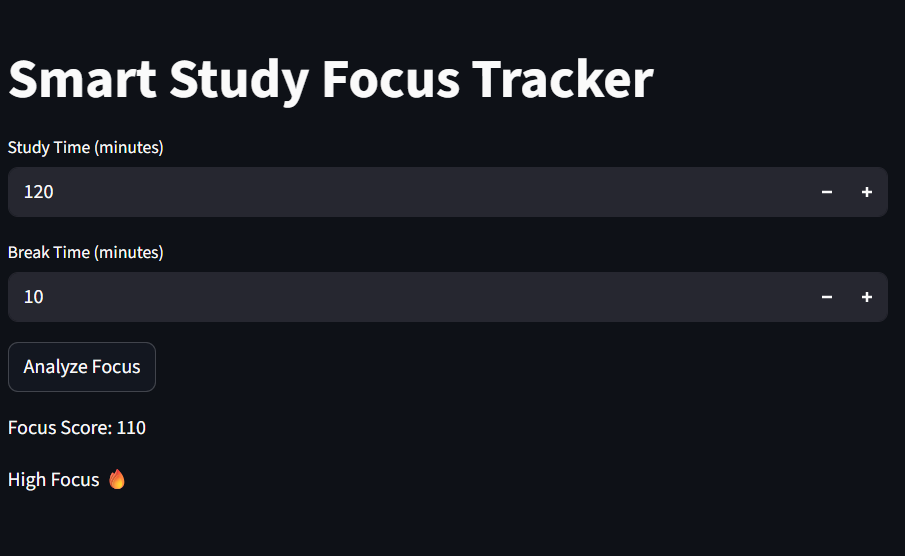 Smart Study Focus Tracker
Study Time (minutes)
120
Break Time (minutes)
10
Analyze Focus
Focus Score: 110
High Focus 🔥